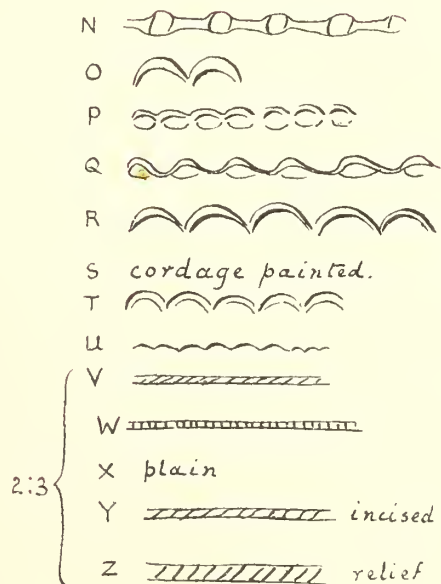 N
O
P
Q
R
S cordage painted.
T
U
V
W
2:3
X plain
Y incised
Z relief